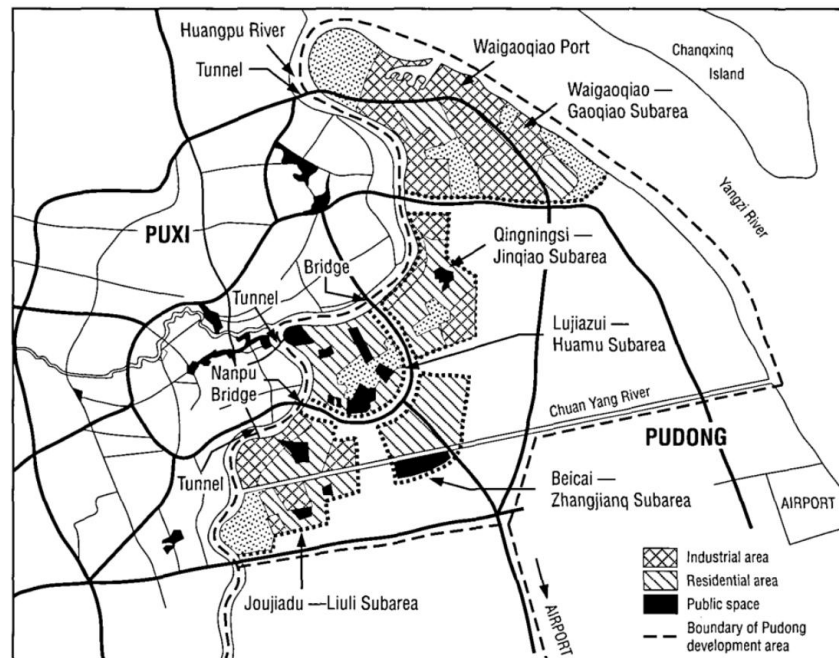 Huangpu River
Tunnel
Waigaoqiao Port
Chanqxinq
Island
Waigaoqiao —
Gaoqiao Subarea
Yangzi River
PUXI
Qingningsi —
Jinqiao Subarea
Bridge
Tunnel
Lujiazui —
Huamu Subarea
Nanpu
Bridge
Chuan Yang River
PUDONG
Tunnel
Beicai —
Zhangjianq Subarea
AIRPORT
Joujiadu — Liuli Subarea
AIRPORT
Industrial area
Residential area
Public space
Boundary of Pudong
development area